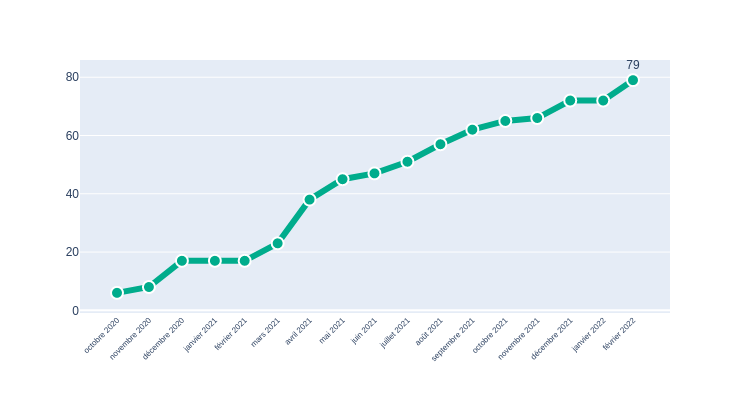 79
80
60
40
20
0
octobre 2020
novembre 2020
décembre 2020
janvier 2021
février 2021
mars 2021
avril 2021
mai 2021
juin 2021
juillet 2021
août 2021
septembre 2021
octobre 2021
novembre 2021
décembre 2021
janvier 2022
février 2022